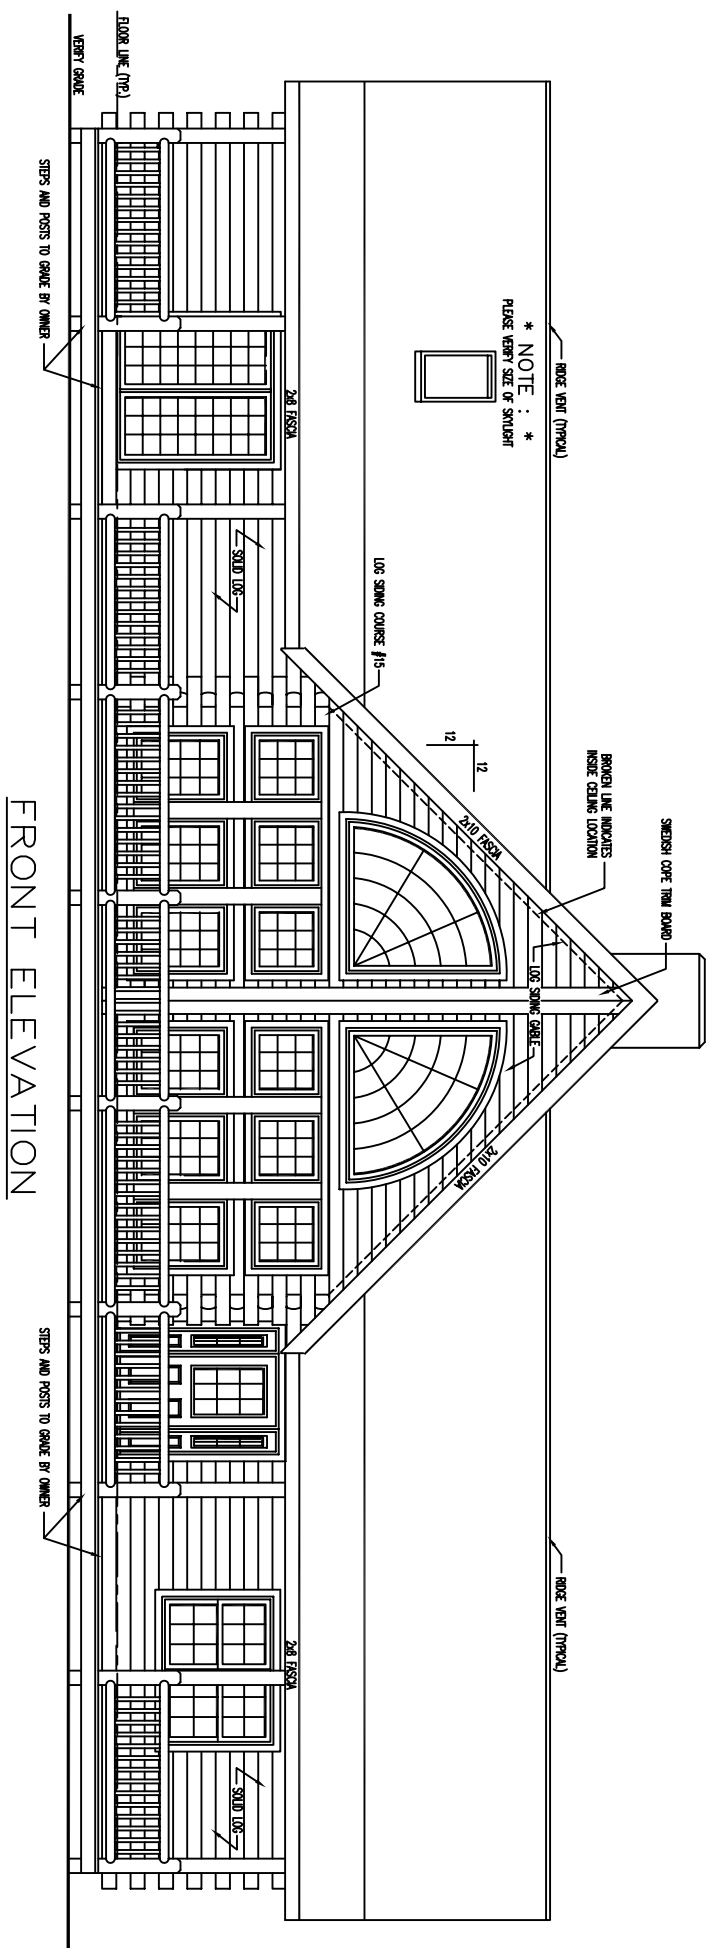 SWEDISH COPE TRIM BOARD
BROKEN LINE INDICATES
INSIDE CEILING LOCATION
RIDGE VENT (TYPICAL)
RIDGE VENT (TYPICAL)
* NOTE : *
PLEASE VERIFY SIZE OF SKYLIGHT
12
12
2x10 FASCIA
2x10 FASCIA
LOG SIDING GABLE
LOG SIDING COURSE #15
2x8 FASCIA
2x8 FASCIA
SOLID LOG
SOLID LOG
FLOOR LINE (TYP.)
VERIFY GRADE
STEPS AND POSTS TO GRADE BY OWNER
STEPS AND POSTS TO GRADE BY OWNER
FRONT ELEVATION